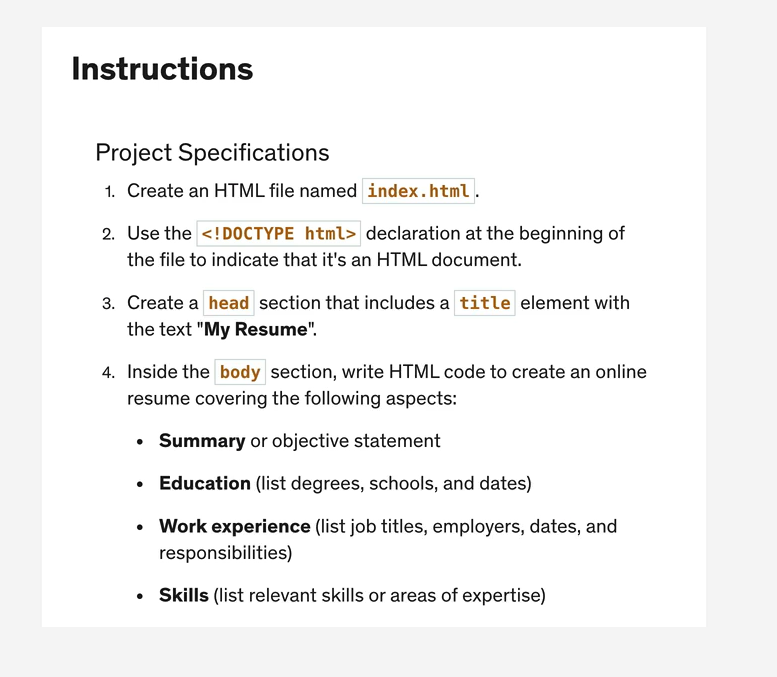 Instructions
Project Specifications
1. Create an HTML file named index.html.
2. Use the <!DOCTYPE html> declaration at the beginning of
the file to indicate that it's an HTML document.
3. Create a head section that includes a title element with
the text "My Resume".
4. Inside the body section, write HTML code to create an online
resume covering the following aspects:
• Summary or objective statement
• Education (list degrees, schools, and dates)
• Work experience (list job titles, employers, dates, and
responsibilities)
• Skills (list relevant skills or areas of expertise)